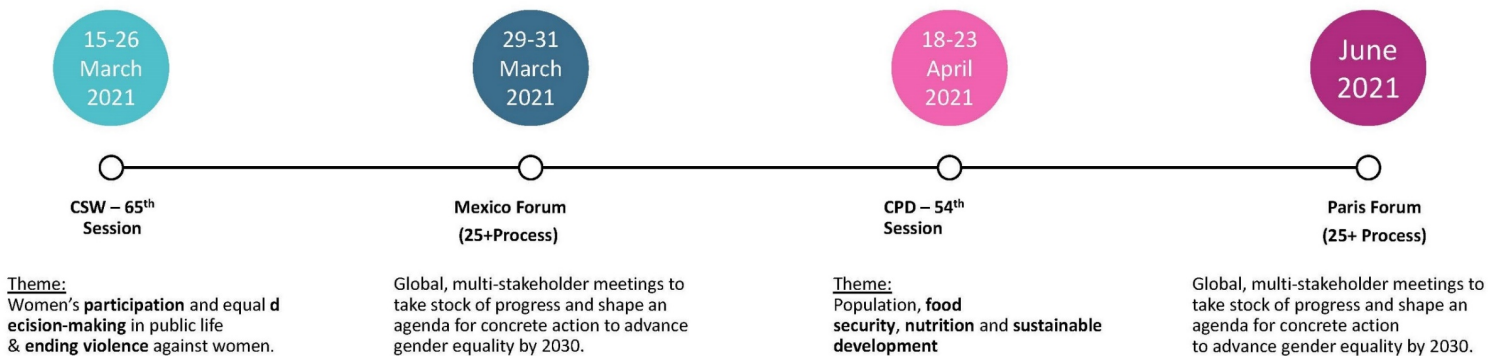 15-26
March
2021
29-31
March
2021
18-23
April
2021
June
2021
CSW – 65th
Session
Mexico Forum
(25+Process)
CPD – 54th
Session
Paris Forum
(25+ Process)
Theme:
Women's participation and equal d
ecision-making in public life
& ending violence against women.
Global, multi-stakeholder meetings to
take stock of progress and shape an
agenda for concrete action to advance
gender equality by 2030.
Theme:
Population, food
security, nutrition and sustainable
development
Global, multi-stakeholder meetings to
take stock of progress and shape an
agenda for concrete action
to advance gender equality by 2030.